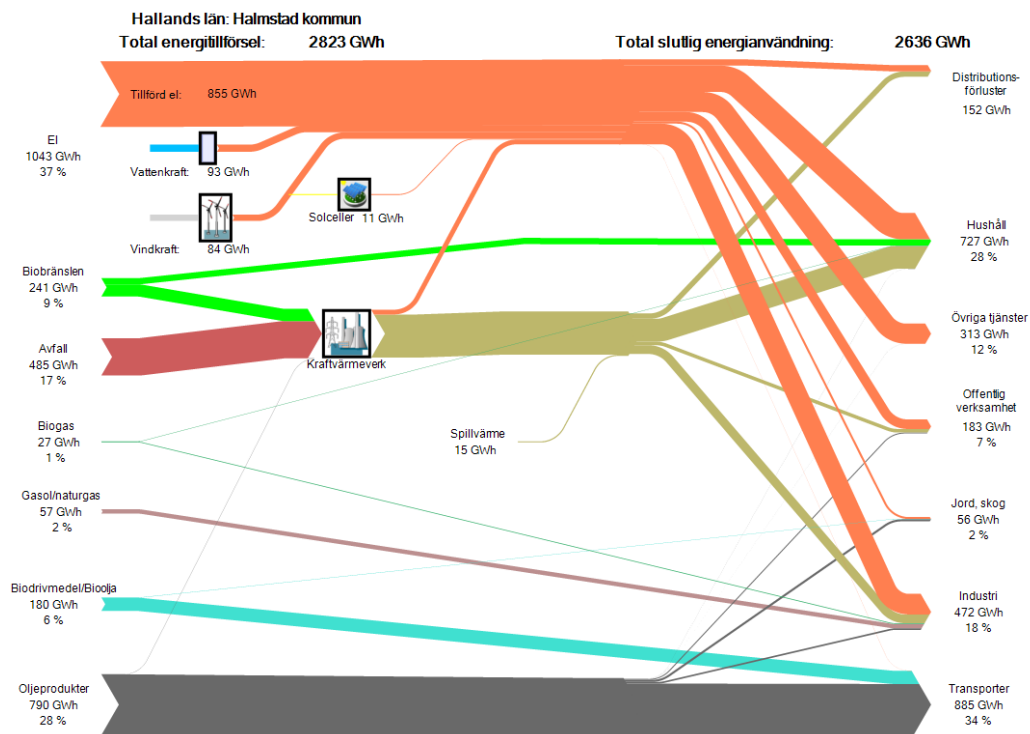 Hallands län: Halmstad kommun
Total energitillförsel: 2823 GWh
Total slutlig energianvändning: 2636 GWh
Tillförd el: 855 GWh
El
1043 GWh
37 %
Vattenkraft: 93 GWh
Solceller 11 GWh
Vindkraft: 84 GWh
Biobränslen
241 GWh
9 %
Kraftvärmeverk
Avfall
485 GWh
17 %
Biogas
27 GWh
1 %
Spillvärme
15 GWh
Gasol/naturgas
57 GWh
2 %
Biodrivmedel/Bioolja
180 GWh
6 %
Oljeprodukter
790 GWh
28 %
Distributions-
förluster
152 GWh
Hushåll
727 GWh
28 %
Övriga tjänster
313 GWh
12 %
Offentlig
verksamhet
183 GWh
7 %
Jord, skog
56 GWh
2 %
Industri
472 GWh
18 %
Transporter
885 GWh
34 %